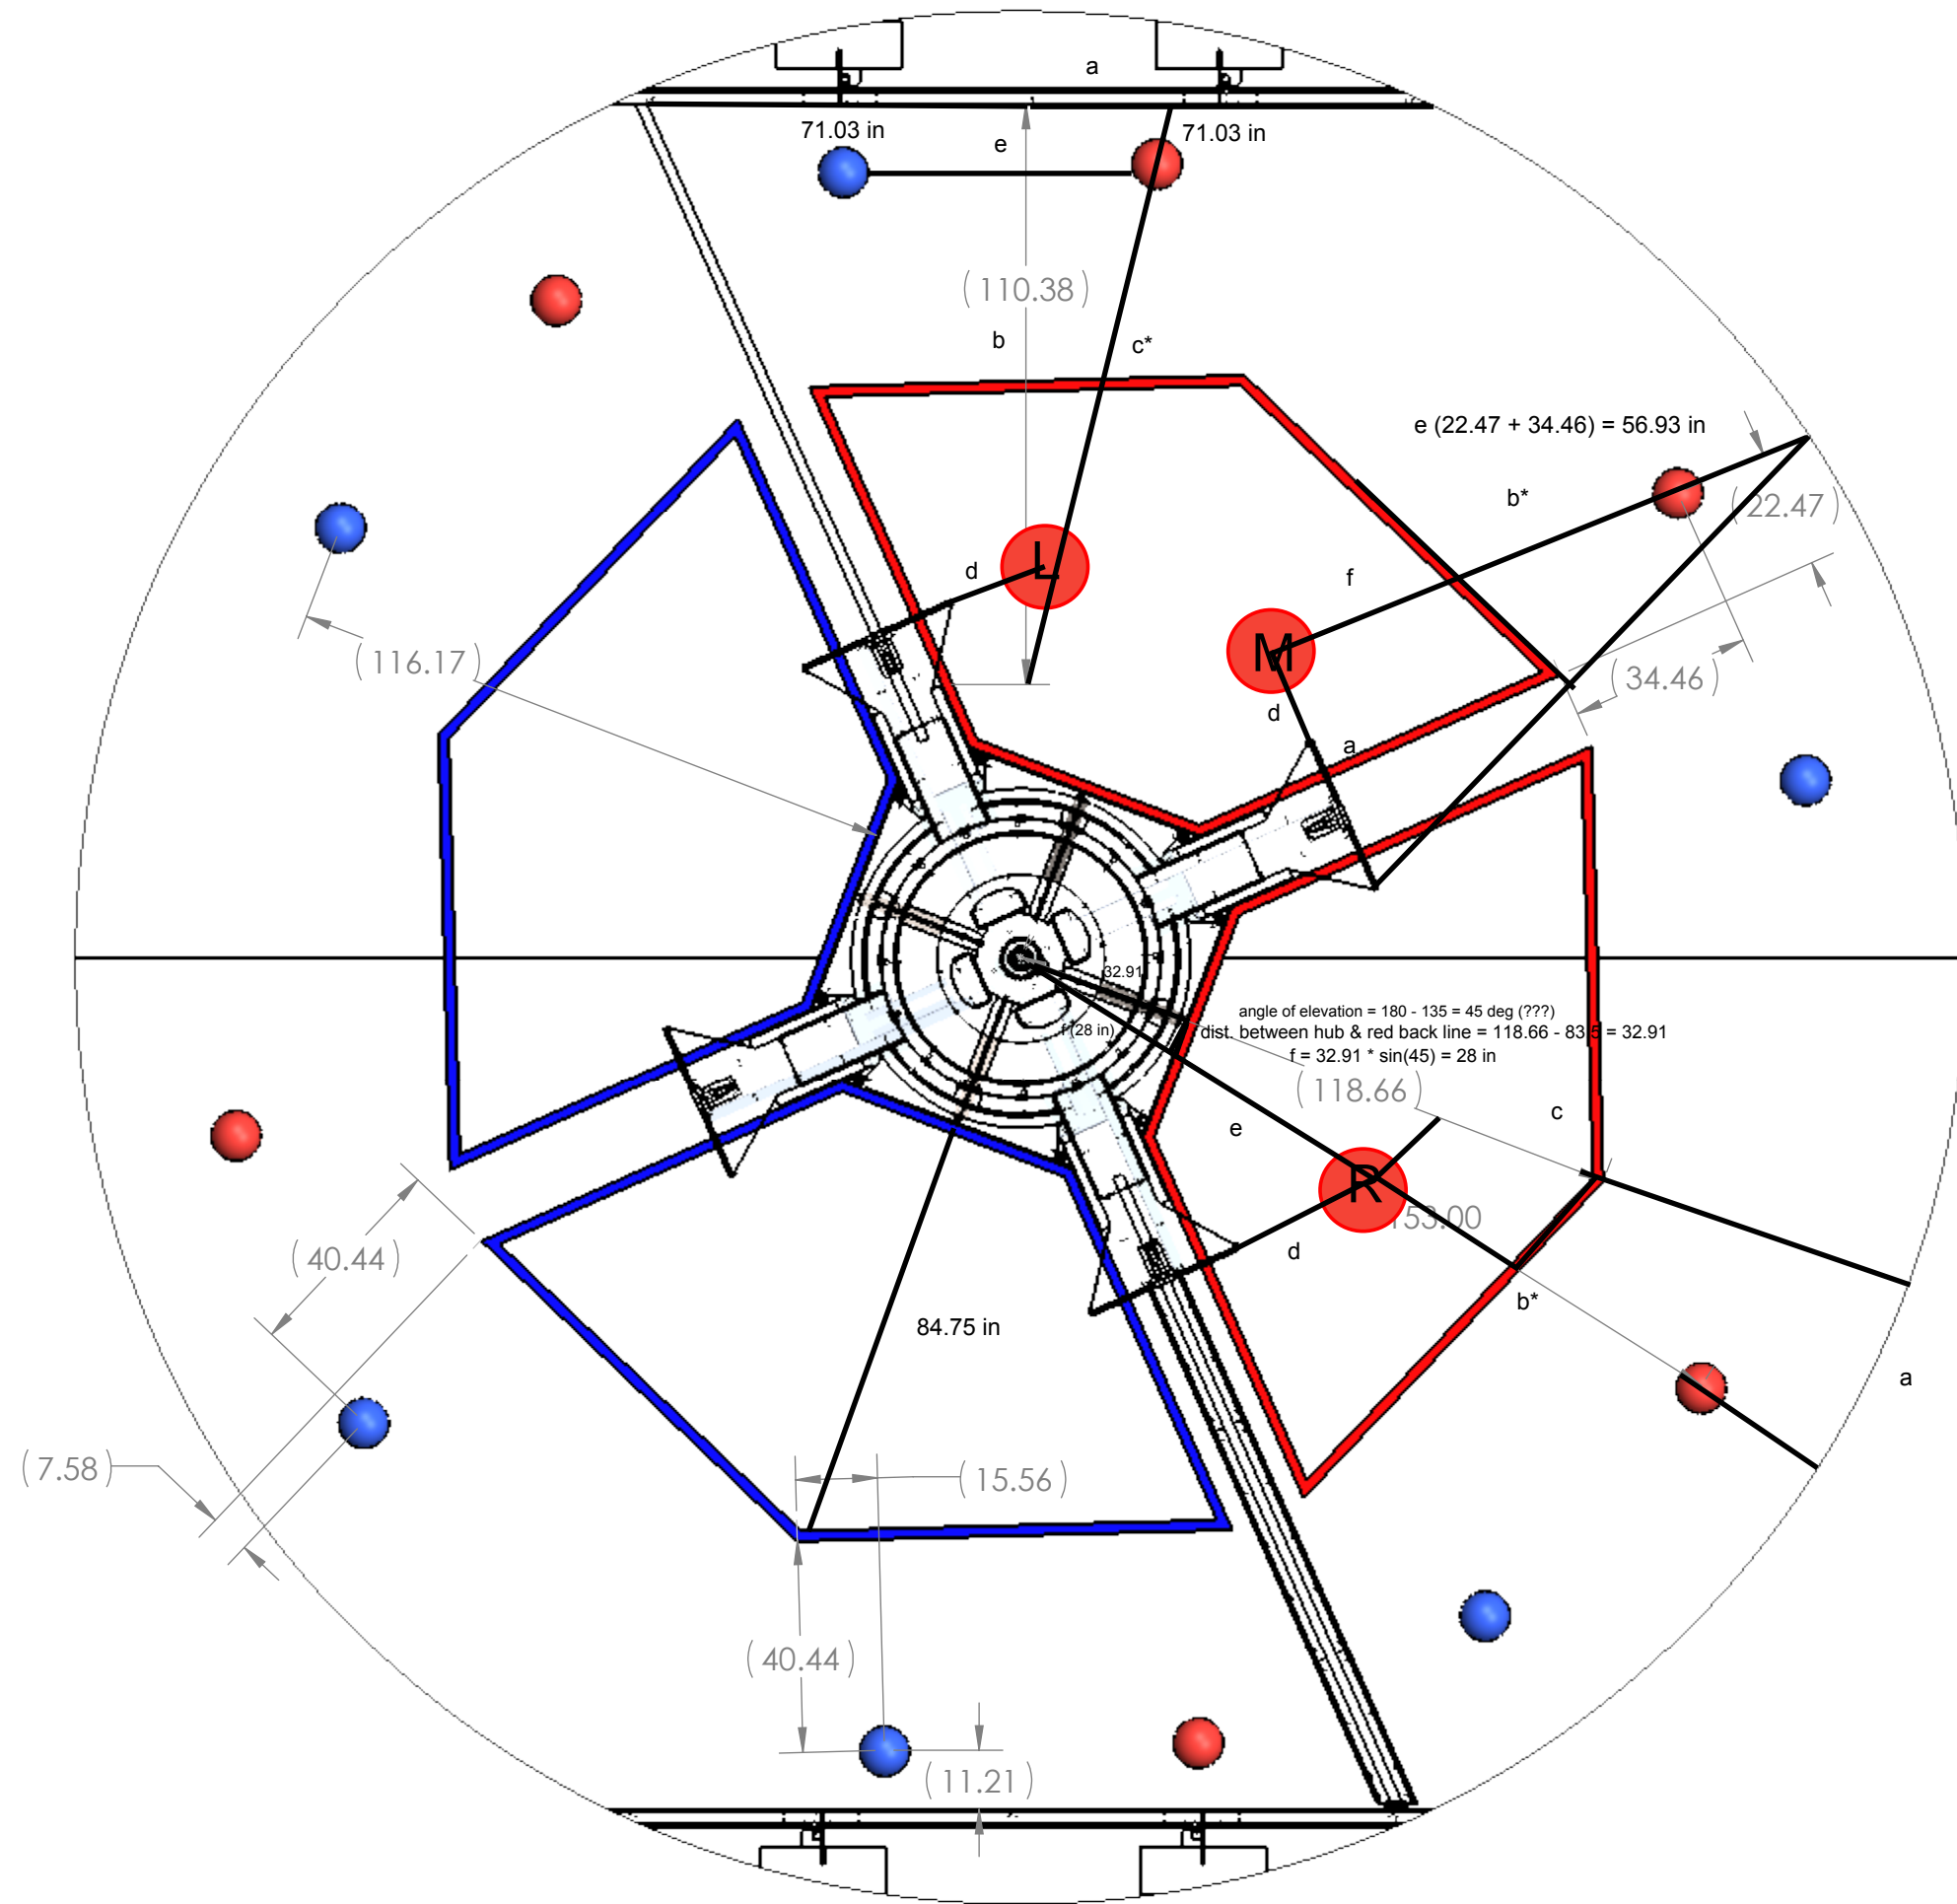 a
71.03 in
71.03 in
e
(110.38)
b
c*
e (22.47 + 34.46) = 56.93 in
b*
(22.47)
L
d
f
M
(116.17)
(34.46)
d
a
32.91
angle of elevation = 180 - 135 = 45 deg (???)
f (28 in)
dist. between hub & red back line = 118.66 - 83.5 = 32.91
f = 32.91 * sin(45) = 28 in
(118.66)
c
e
R
153.00
(40.44)
d
b*
84.75 in
a
(7.58)
(15.56)
(40.44)
(11.21)